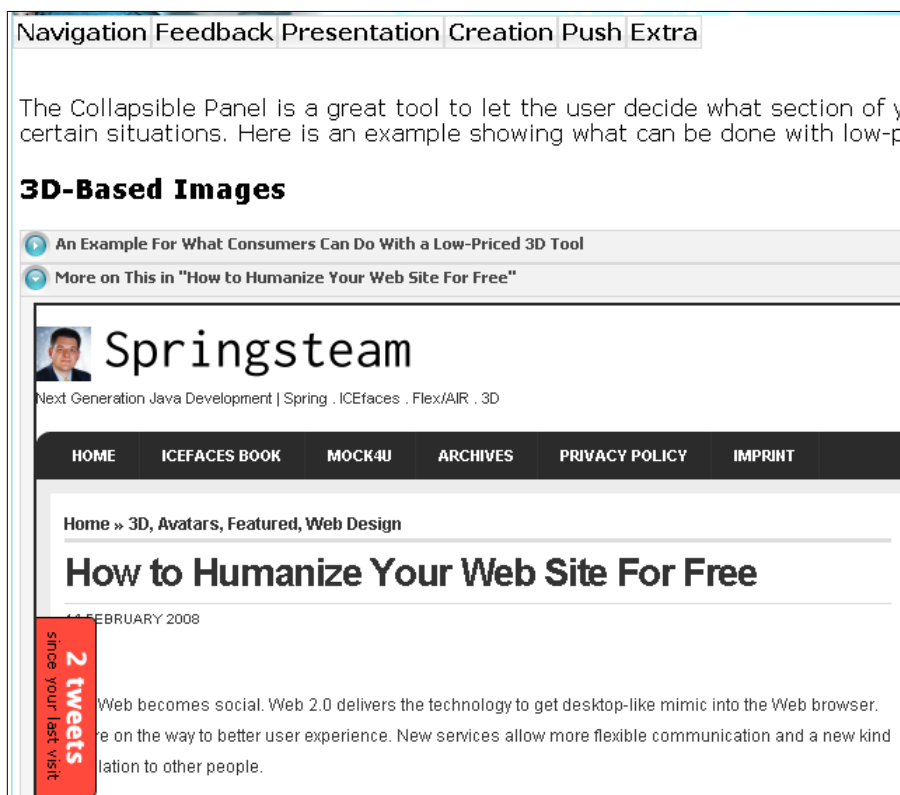 Navigation Feedback Presentation Creation Push Extra
The Collapsible Panel is a great tool to let the user decide what section of
certain situations. Here is an example showing what can be done with low-p
3D-Based Images
An Example For What Consumers Can Do With a Low-Priced 3D Tool
More on This in "How to Humanize Your Web Site For Free"
Springsteam
Next Generation Java Development | Spring . ICEfaces . Flex/AIR . 3D
HOME ICEFACES BOOK MOCK4U ARCHIVES PRIVACY POLICY IMPRINT
Home » 3D, Avatars, Featured, Web Design
How to Humanize Your Web Site For Free
FEBRUARY 2008
2 tweets
since your last visit
Web becomes social. Web 2.0 delivers the technology to get desktop-like mimic into the Web browser.
re on the way to better user experience. New services allow more flexible communication and a new kind
lation to other people.